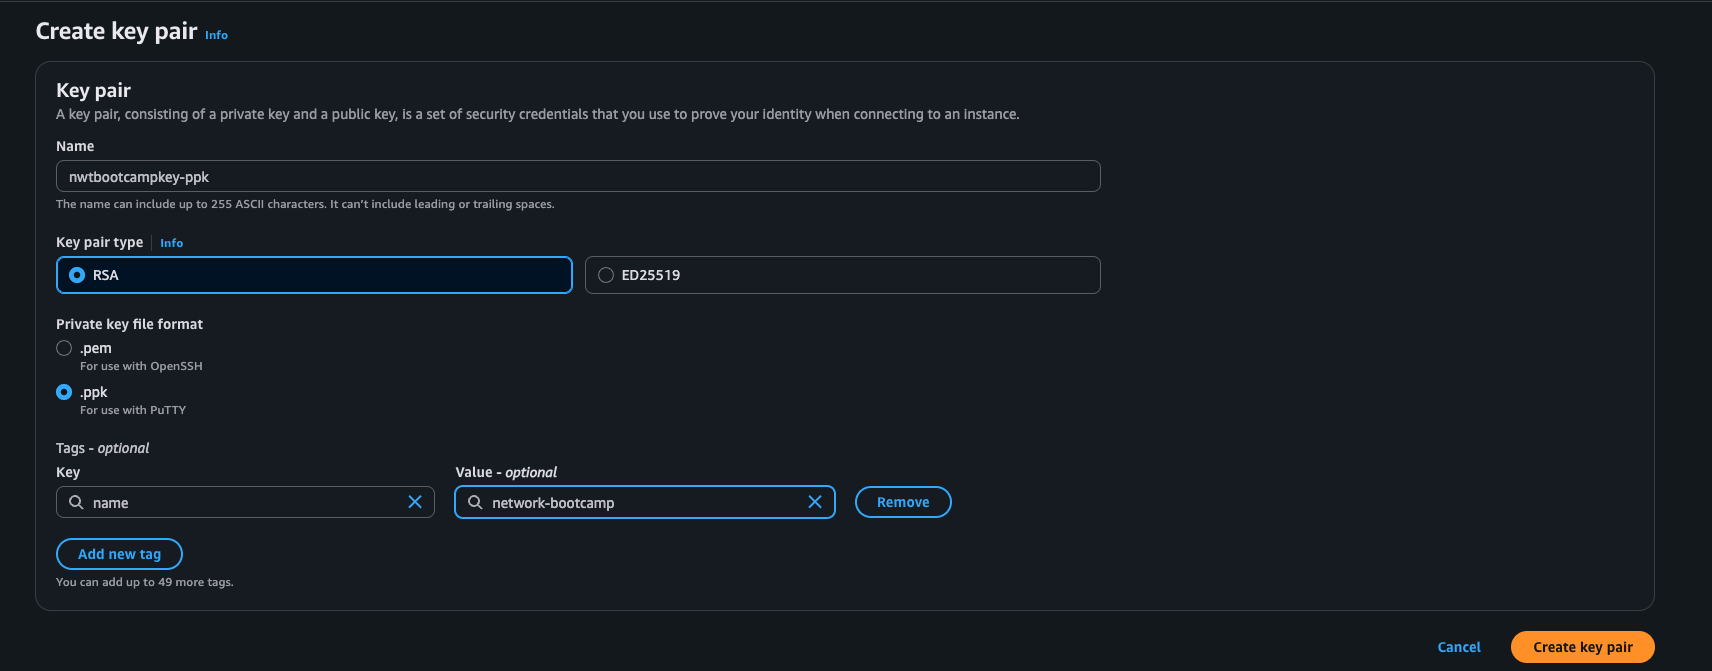 Create key pair Info
Key pair
A key pair, consisting of a private key and a public key, is a set of security credentials that you use to prove your identity when connecting to an instance.
Name
nwtbootcampkey-ppk
The name can include up to 255 ASCII characters. It can't include leading or trailing spaces.
Key pair type Info
RSA ED25519
Private key file format
.pem
For use with OpenSSH
.ppk
For use with PuTTY
Tags - optional
Key Value - optional
name network-bootcamp Remove
Add new tag
You can add up to 49 more tags.
Cancel Create key pair